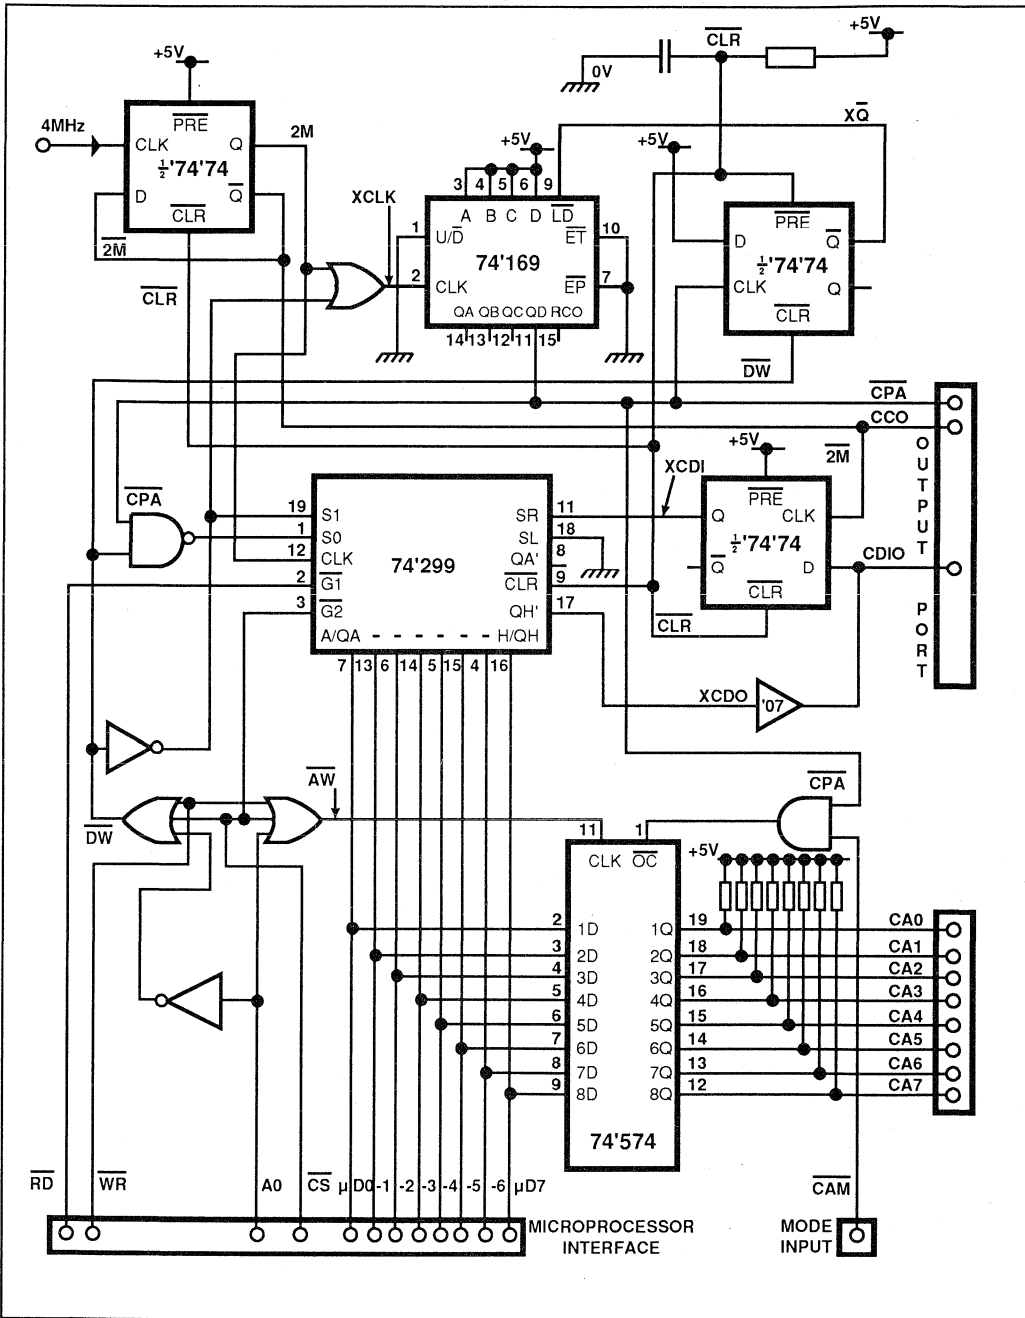 +5V
CLR
+5V
0V
4MHz
PRE
CLK
Q
½'74'74
D
Q
CLR
2M
2M
CLR
XCLK
+5V
XQ
3 4 5 6 9
A B C D LD
1
U/D
ET
10
74'169
2
CLK
EP
7
QA QB QC QD RCO
14 13 12 11 15
+5V
PRE
D
Q
½'74'74
CLK
Q
CLR
DW
CPA
CCO
OUTPUT PORT
CPA
19
S1
1
S0
12
CLK
2
G1
3
G2
74'299
SR
11
SL
18
QA'
8
CLR
9
QH'
17
A/QA - - - - - - H/QH
7 13 6 14 5 15 4 16
XCDI
+5V
2M
PRE
Q
CLK
½'74'74
Q
D
CLR
CDIO
CLR
XCDO
'07
AW
DW
CPA
11
1
CLK
OC
+5V
2
1D
1Q
19
CA0
3
2D
2Q
18
CA1
4
3D
3Q
17
CA2
5
4D
4Q
16
CA3
6
5D
5Q
15
CA4
7
6D
6Q
14
CA5
8
7D
7Q
13
CA6
9
8D
8Q
12
CA7
74'574
RD
WR
A0
CS
µD0 -1 -2 -3 -4 -5 -6 µD7
CAM
MICROPROCESSOR
INTERFACE
MODE
INPUT